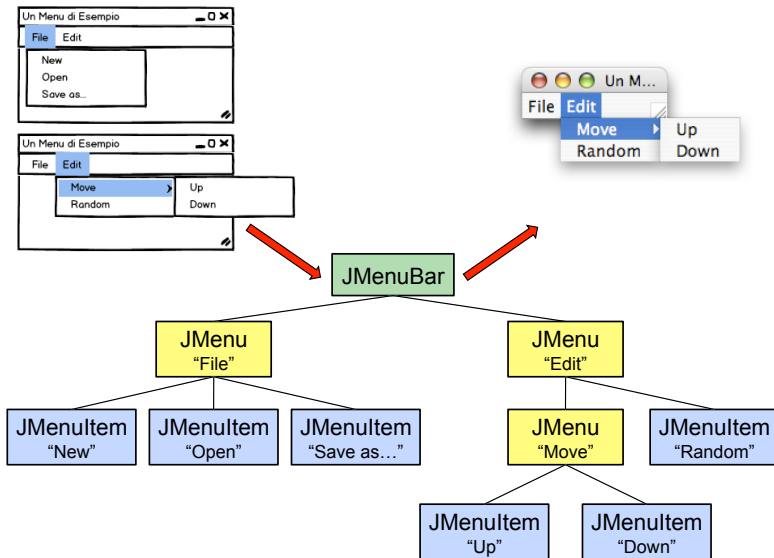 Un Menu di Esempio
File Edit
New
Open
Save as...
Un Menu di Esempio
File Edit
Move
Up
Random
Down
Un M...
File Edit
Move
Up
Random
Down
JMenuBar
JMenu
“File”
JMenu
“Edit”
JMenuItem
“New”
JMenuItem
“Open”
JMenuItem
“Save as…”
JMenu
“Move”
JMenuItem
“Random”
JMenuItem
“Up”
JMenuItem
“Down”